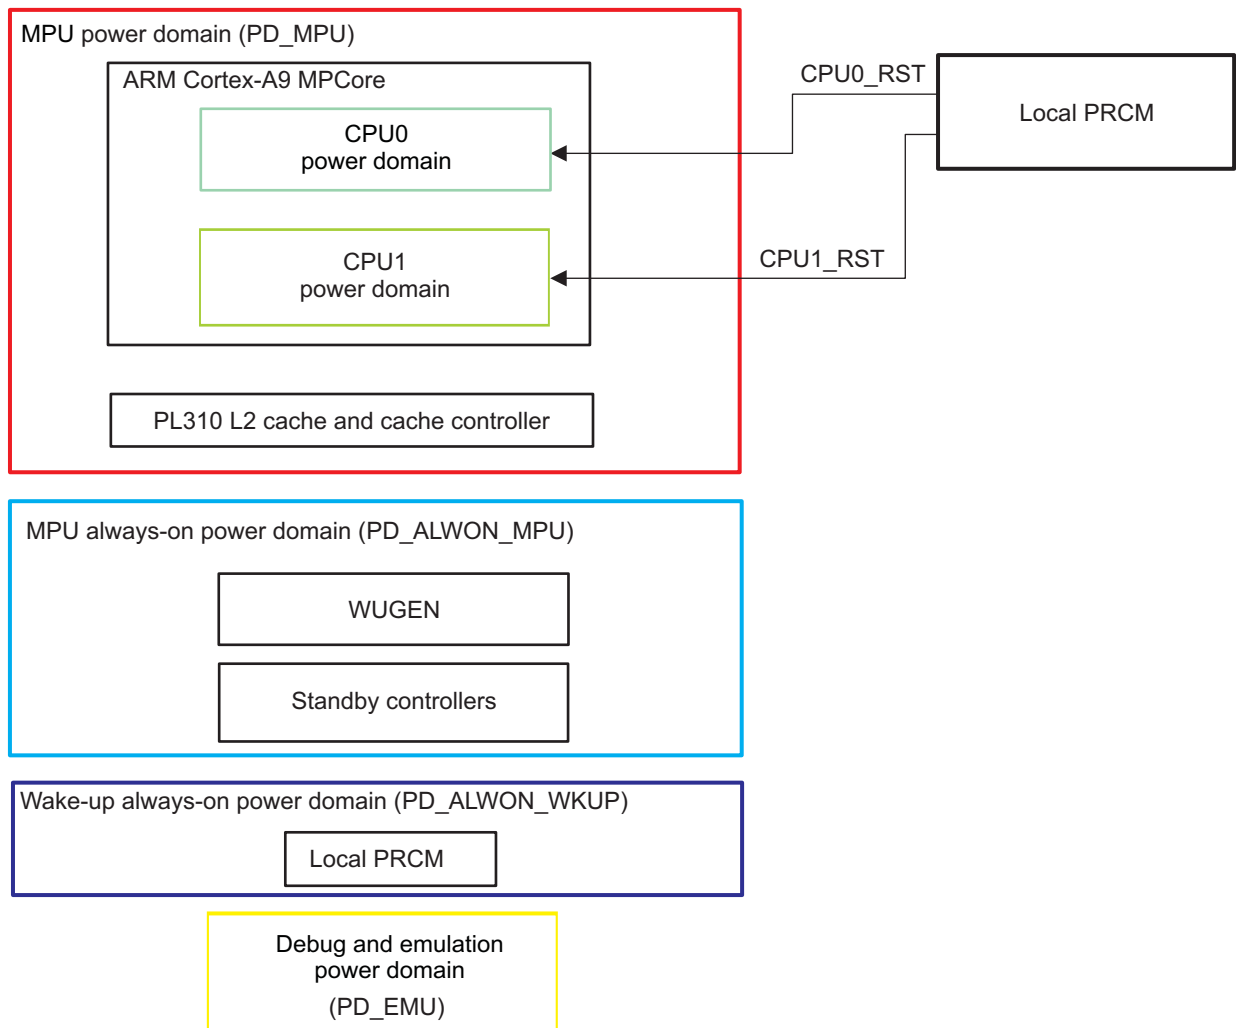 MPU power domain (PD_MPU)
ARM Cortex-A9 MPCore
CPU0
power domain
CPU1
power domain
PL310 L2 cache and cache controller
CPU0_RST
Local PRCM
CPU1_RST
MPU always-on power domain (PD_ALWON_MPU)
WUGEN
Standby controllers
Wake-up always-on power domain (PD_ALWON_WKUP)
Local PRCM
Debug and emulation
power domain
(PD_EMU)